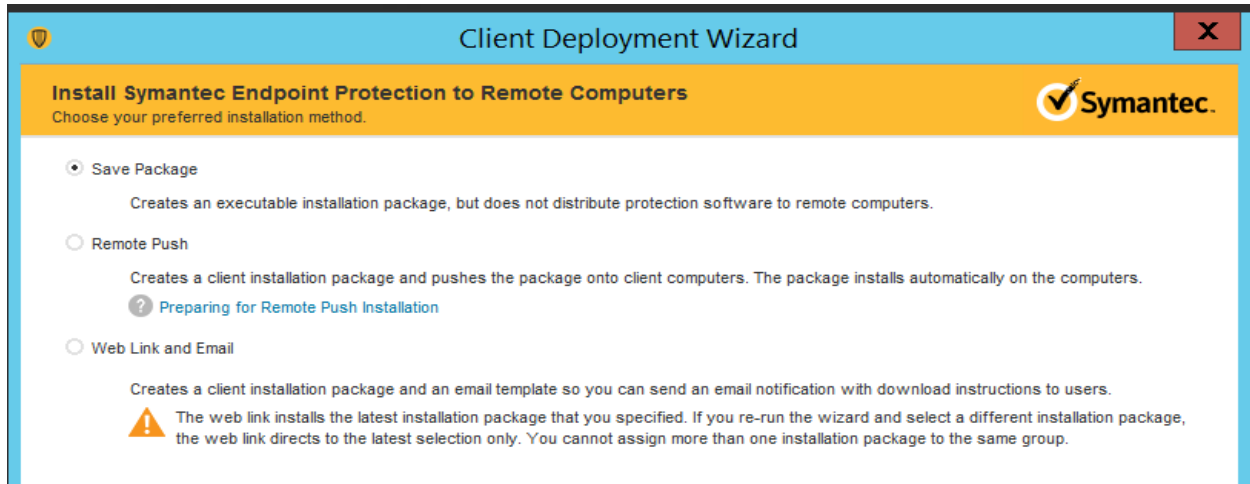 Client Deployment Wizard
X
Install Symantec Endpoint Protection to Remote Computers
Choose your preferred installation method.
Symantec.
Save Package
Creates an executable installation package, but does not distribute protection software to remote computers.
Remote Push
Creates a client installation package and pushes the package onto client computers. The package installs automatically on the computers.
? Preparing for Remote Push Installation
Web Link and Email
Creates a client installation package and an email template so you can send an email notification with download instructions to users.
The web link installs the latest installation package that you specified. If you re-run the wizard and select a different installation package,
the web link directs to the latest selection only. You cannot assign more than one installation package to the same group.